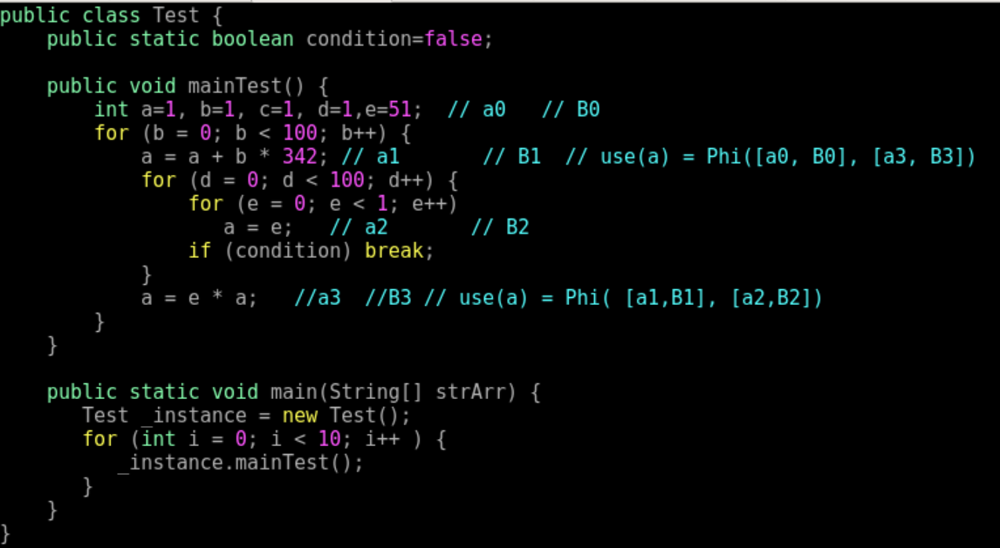 public class Test {
    public static boolean condition=false;

    public void mainTest() {
        int a=1, b=1, c=1, d=1,e=51;  // a0   // B0
        for (b = 0; b < 100; b++) {
            a = a + b * 342; // a1       // B1  // use(a) = Phi([a0, B0], [a3, B3])
            for (d = 0; d < 100; d++) {
                for (e = 0; e < 1; e++)
                   a = e;   // a2       // B2
                if (condition) break;
            }
            a = e * a;   //a3  //B3 // use(a) = Phi( [a1,B1], [a2,B2])
        }
    }

    public static void main(String[] strArr) {
       Test _instance = new Test();
       for (int i = 0; i < 10; i++ ) {
          _instance.mainTest();
       }
    }
}